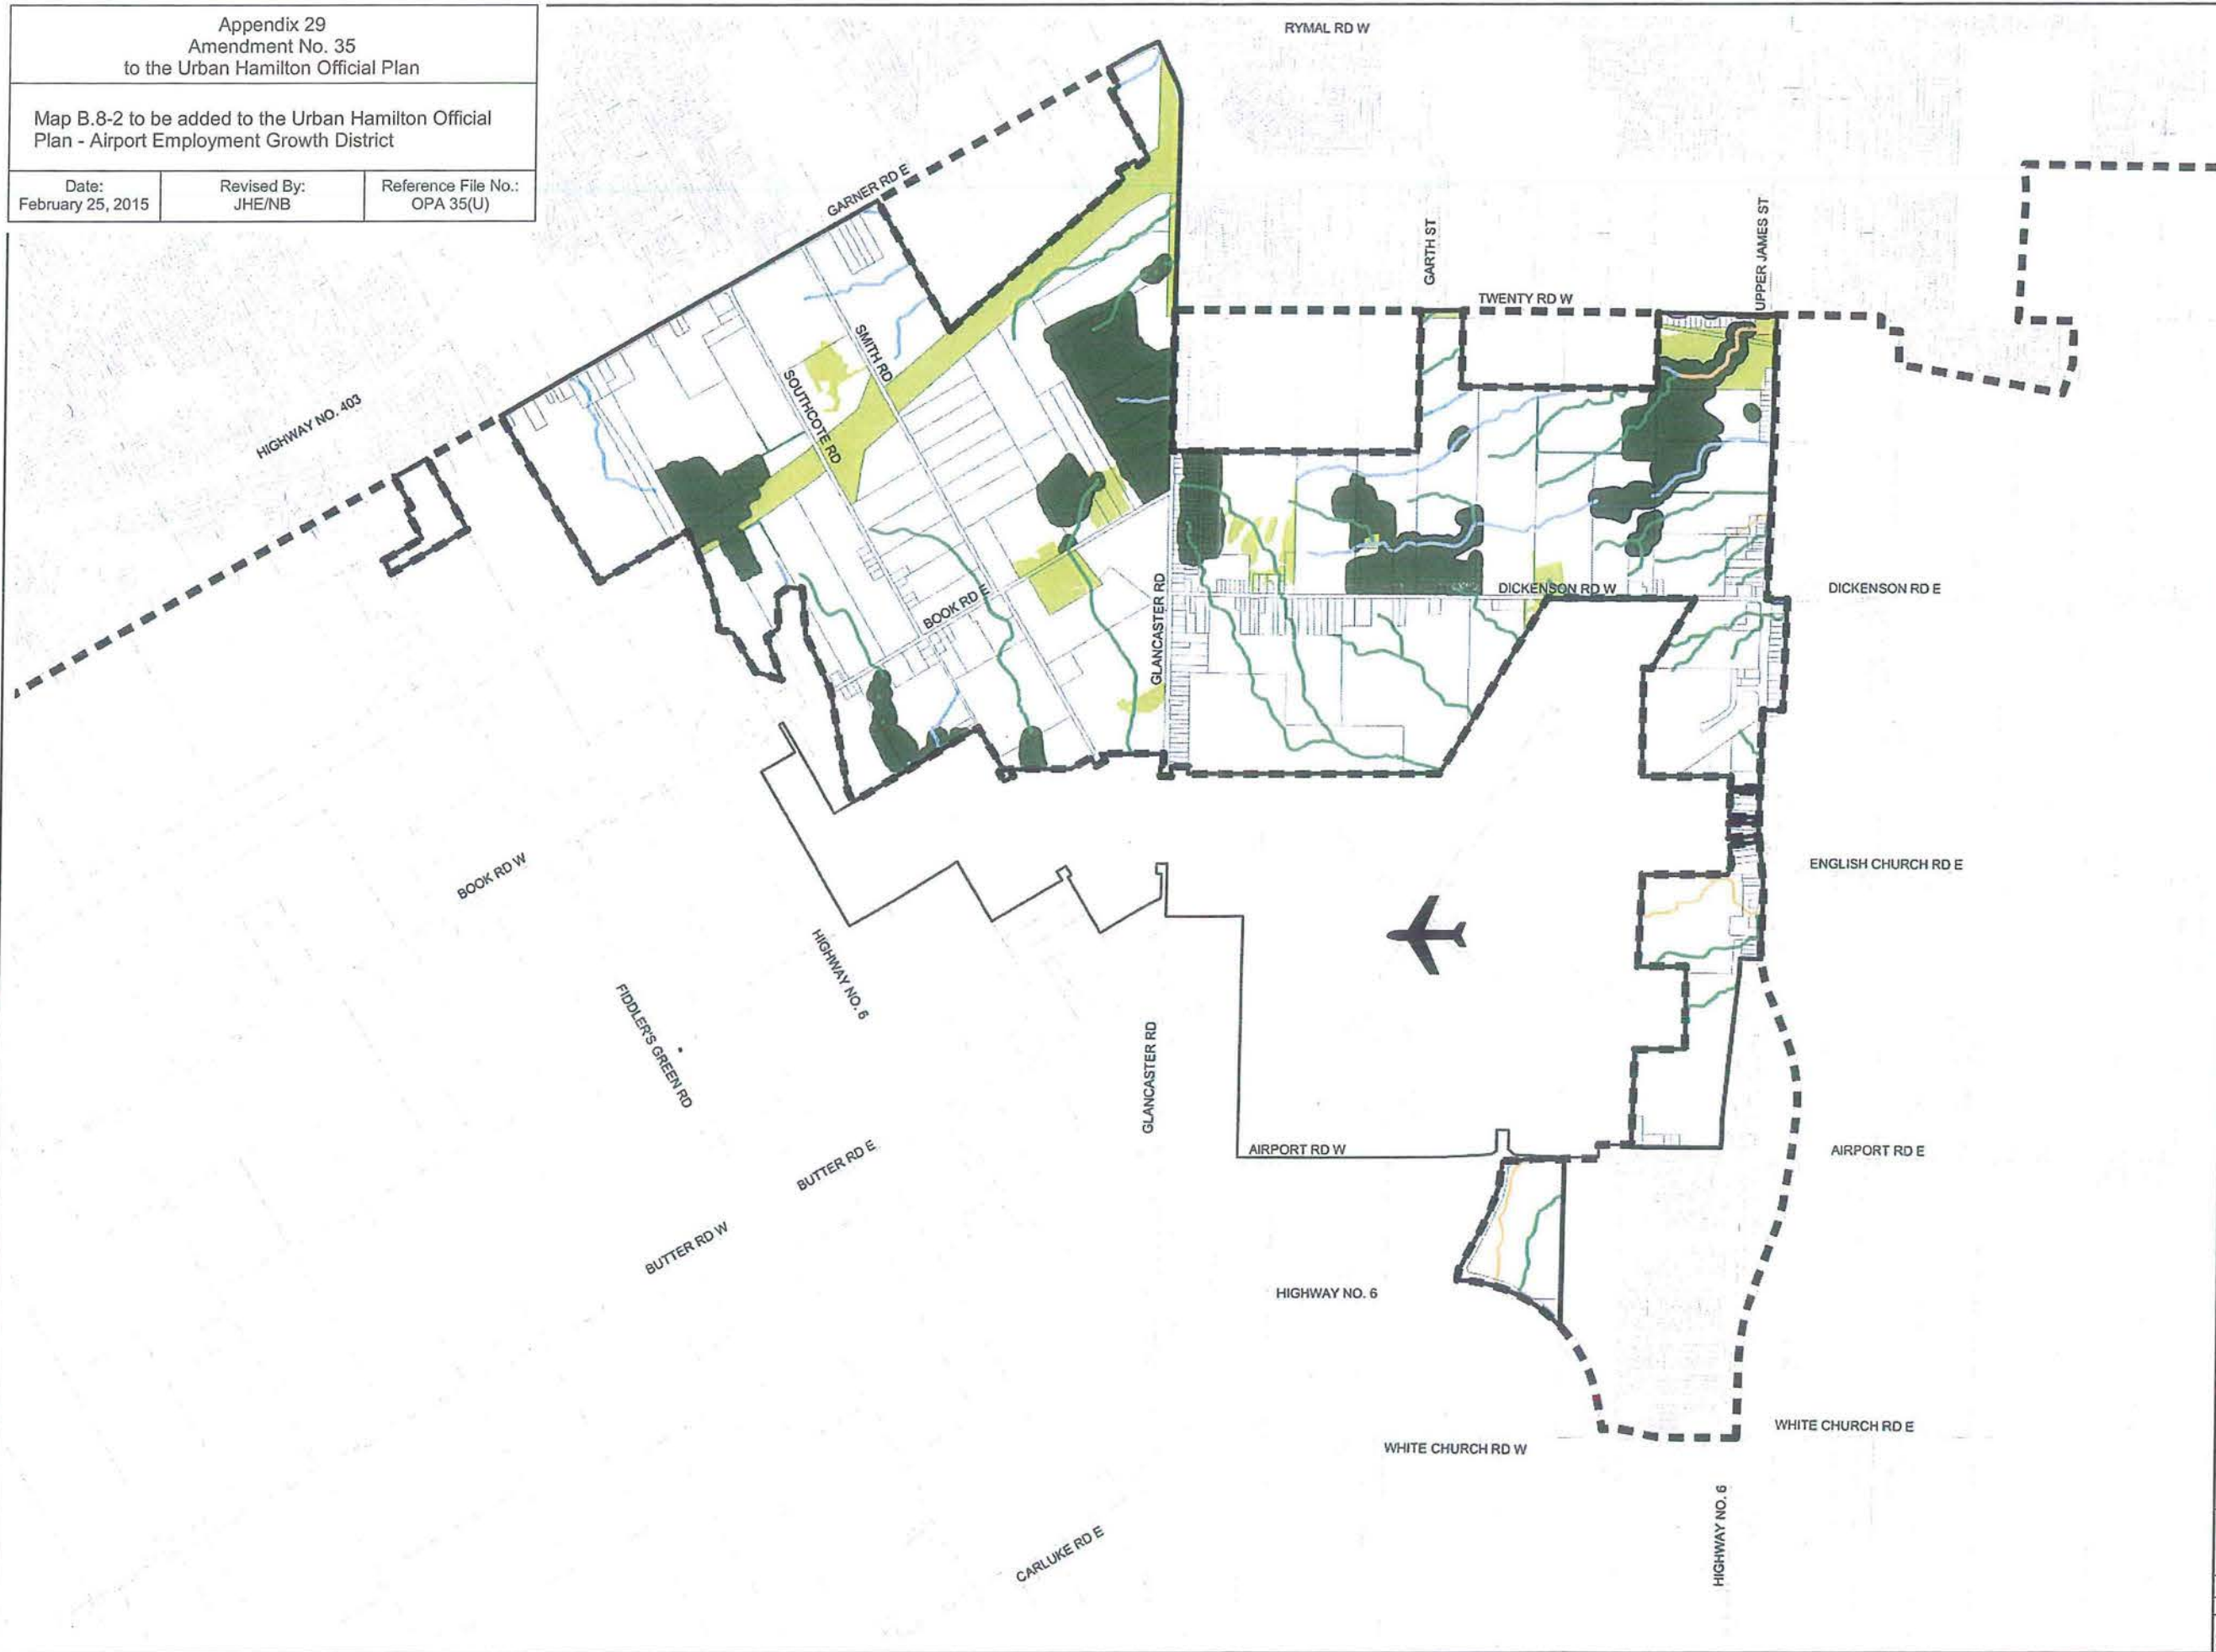 Appendix 29
Amendment No. 35
to the Urban Hamilton Official Plan
Map B.8-2 to be added to the Urban Hamilton Official
Plan - Airport Employment Growth District
Date:
February 25, 2015
Revised By:
JHE/NB
Reference File No.:
OPA 35(U)
RYMAL RD W
GARNER RD E
GARTH ST
UPPER JAMES ST
TWENTY RD W
SMITH RD
SOUTHCOTE RD
HIGHWAY NO. 403
BOOK RD E
GLANCASTER RD
DICKENSON RD W
DICKENSON RD E
BOOK RD W
ENGLISH CHURCH RD E
HIGHWAY NO. 6
FIDDLER'S GREEN RD
GLANCASTER RD
BUTTER RD E
AIRPORT RD W
AIRPORT RD E
BUTTER RD W
HIGHWAY NO. 6
WHITE CHURCH RD W
WHITE CHURCH RD E
HIGHWAY NO. 6
CARLUKE RD E